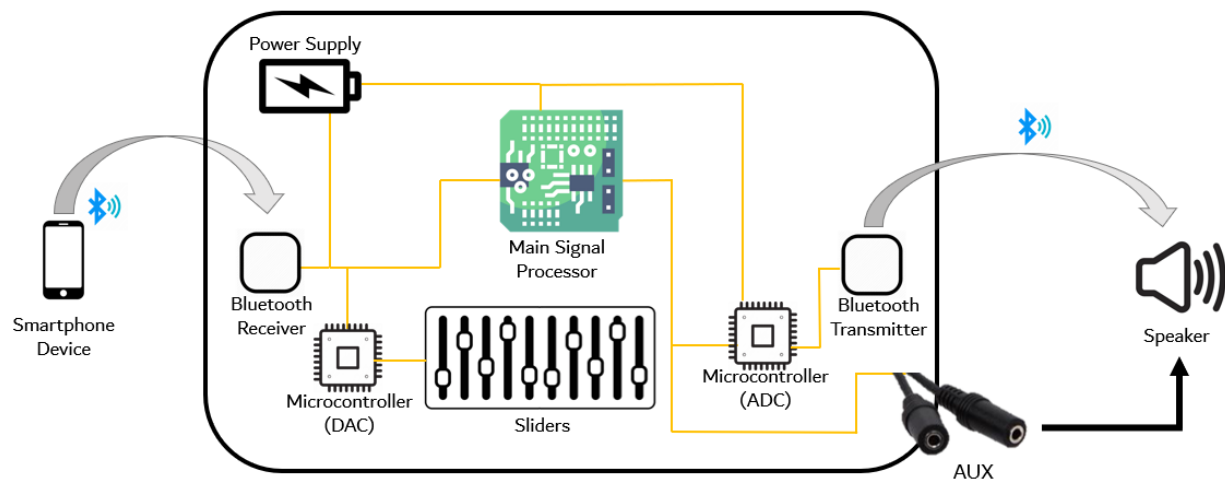 Power Supply
Main Signal
Processor
Bluetooth
Receiver
Bluetooth
Transmitter
Smartphone
Device
Speaker
Microcontroller
(DAC)
Sliders
Microcontroller
(ADC)
AUX